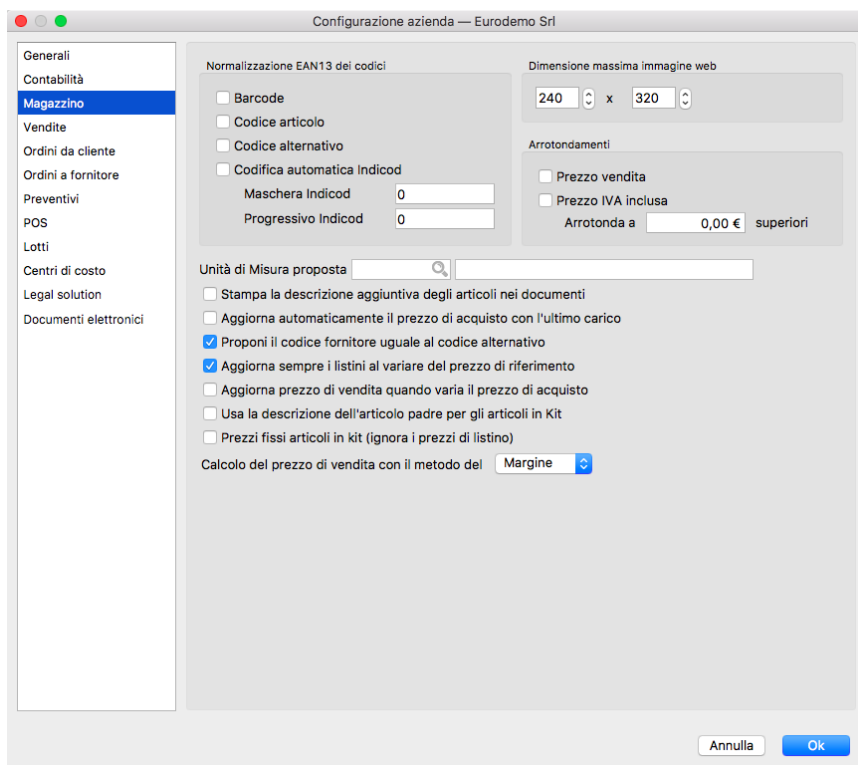 Configurazione azienda — Eurodemo Srl
Generali
Contabilità
Magazzino
Vendite
Ordini da cliente
Ordini a fornitore
Preventivi
POS
Lotti
Centri di costo
Legal solution
Documenti elettronici
Normalizzazione EAN13 dei codici
Barcode
Codice articolo
Codice alternativo
Codifica automatica Indicod
Maschera Indicod 0
Progressivo Indicod 0
Dimensione massima immagine web
240 x 320
Arrotondamenti
Prezzo vendita
Prezzo IVA inclusa
Arrotonda a 0,00 € superiori
Unità di Misura proposta
Stampa la descrizione aggiuntiva degli articoli nei documenti
Aggiorna automaticamente il prezzo di acquisto con l'ultimo carico
Proponi il codice fornitore uguale al codice alternativo
Aggiorna sempre i listini al variare del prezzo di riferimento
Aggiorna prezzo di vendita quando varia il prezzo di acquisto
Usa la descrizione dell'articolo padre per gli articoli in Kit
Prezzi fissi articoli in kit (ignora i prezzi di listino)
Calcolo del prezzo di vendita con il metodo del Margine
Annulla Ok